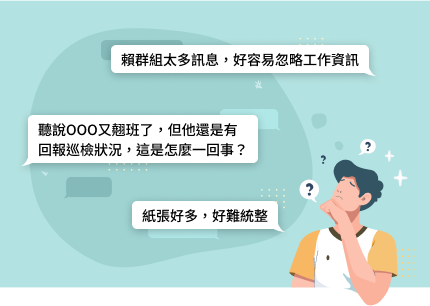 賴群組太多訊息，好容易忽略工作資訊
聽說OOO又翹班了，但他還是有
回報巡檢狀況，這是怎麼一回事？
?
?
?
紙張好多，好難統整